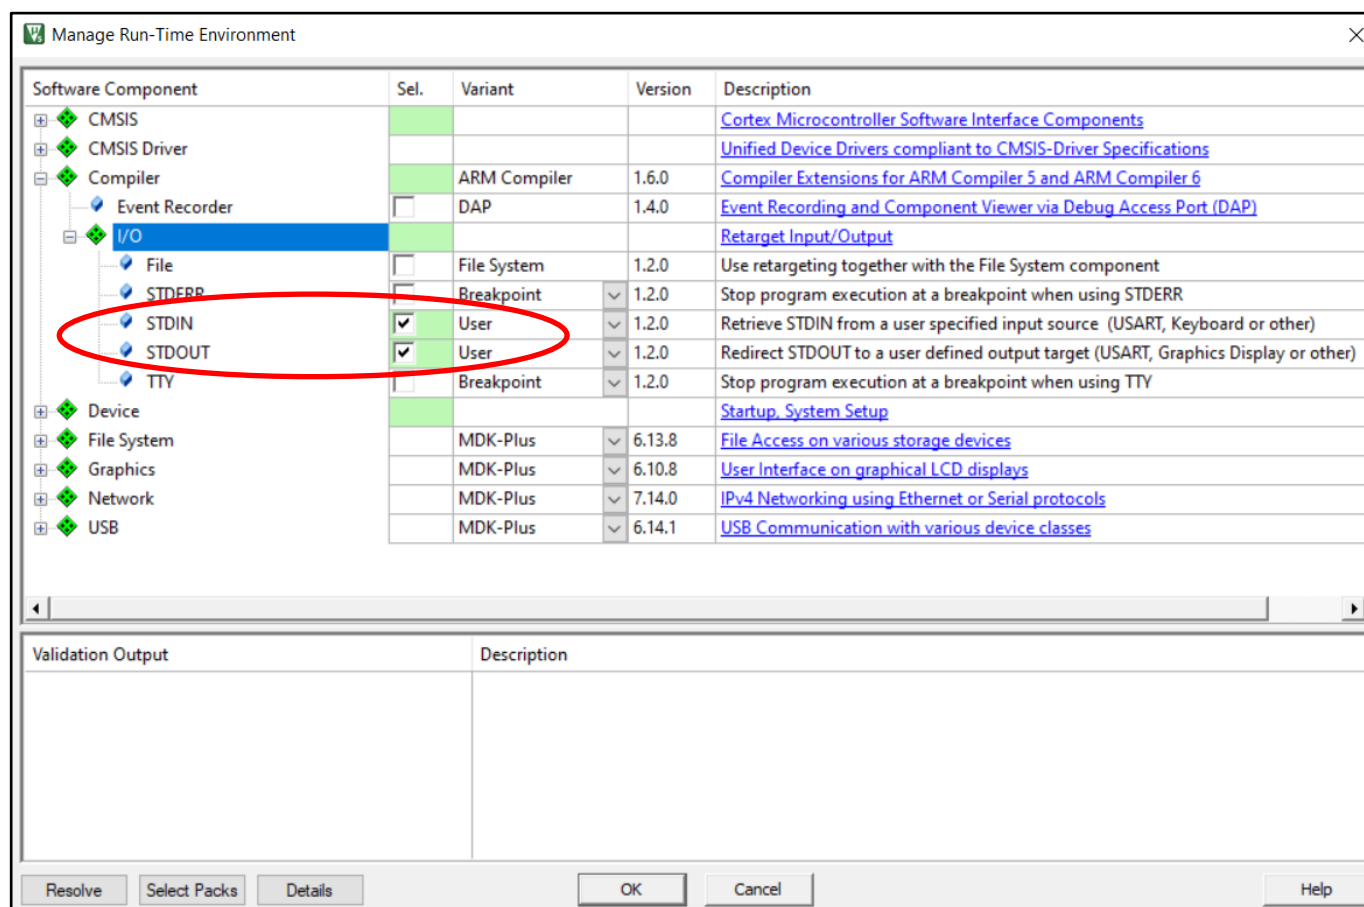 Manage Run-Time Environment
Software Component Sel. Variant Version Description
CMSIS Cortex Microcontroller Software Interface Components
CMSIS Driver Unified Device Drivers compliant to CMSIS-Driver Specifications
Compiler ARM Compiler 1.6.0 Compiler Extensions for ARM Compiler 5 and ARM Compiler 6
Event Recorder DAP 1.4.0 Event Recording and Component Viewer via Debug Access Port (DAP)
I/O Retarget Input/Output
File File System 1.2.0 Use retargeting together with the File System component
STDERR Breakpoint 1.2.0 Stop program execution at a breakpoint when using STDERR
STDIN User 1.2.0 Retrieve STDIN from a user specified input source (USART, Keyboard or other)
STDOUT User 1.2.0 Redirect STDOUT to a user defined output target (USART, Graphics Display or other)
TTY Breakpoint 1.2.0 Stop program execution at a breakpoint when using TTY
Device Startup, System Setup
File System MDK-Plus 6.13.8 File Access on various storage devices
Graphics MDK-Plus 6.10.8 User Interface on graphical LCD displays
Network MDK-Plus 7.14.0 IPv4 Networking using Ethernet or Serial protocols
USB MDK-Plus 6.14.1 USB Communication with various device classes
Validation Output Description
Resolve Select Packs Details OK Cancel Help